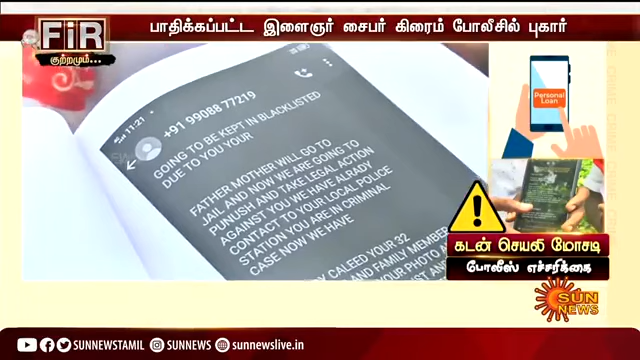 FiR
குற்றமும்...
பாதிக்கப்பட்ட இளைஞர் சைபர் கிரைம் போலீசில் புகார்
11:21
+91 99088 77219
GOING TO BE KEPT IN BLACKLISTED
DUE TO YOU YOUR
FATHER MOTHER WILL GO TO
JAIL AND NOW WE ARE GOING TO
PUNUSH AND TAKE LEGAL ACTION
AGAINST YOU WE HAVE ALRADY
CONTACT TO YOUR LOCAL POLICE
STATION YOU ARE IN CRIMINAL
CASE NOW WE HAVE
CALEED YOUR 32
AND FAMILY MEMBER
YOUR PHOTO
AND
Personal
Loan
கடன் செயலி மோசடி
போலீஸ் எச்சரிக்கை
SUN
NEWS
SUNNEWSTAMIL SUNNEWS sunnewslive.in